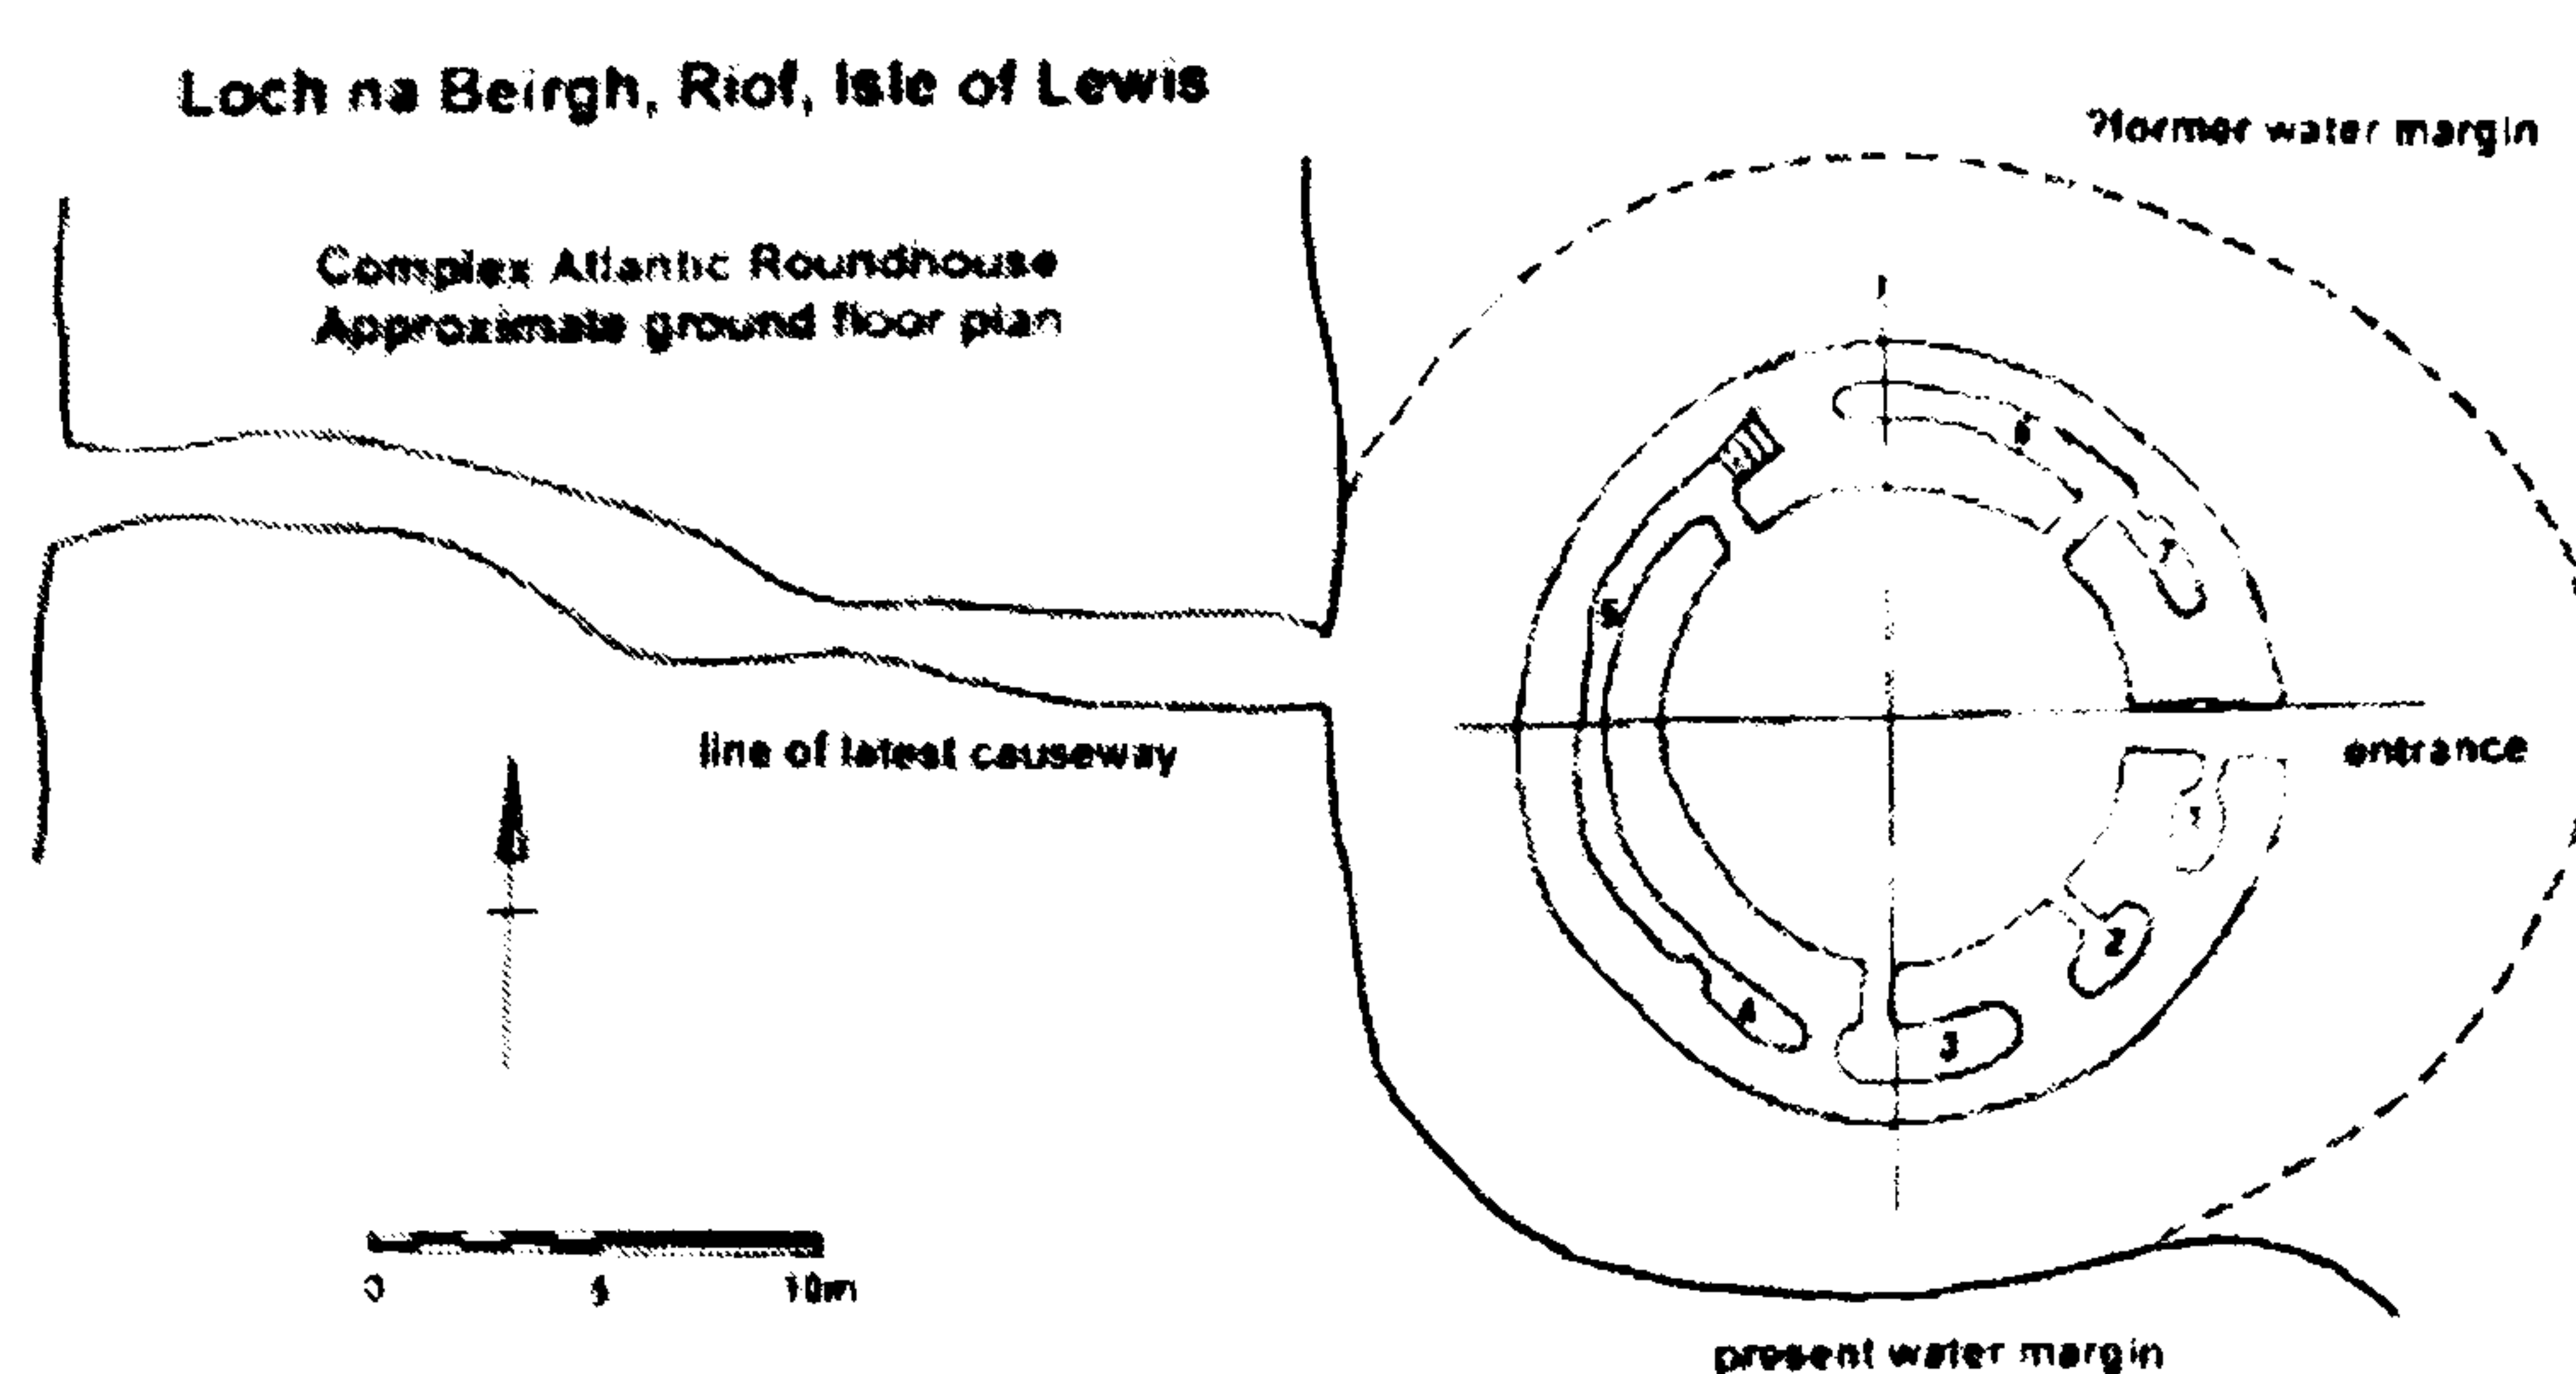 Loch na Beirgh, Riof, Isle of Lewis
?former water margin
Complex Atlantic Roundhouse
Approximate ground floor plan
6
7
5
line of latest causeway
entrance
1
2
4
3
0 5 10m
present water margin